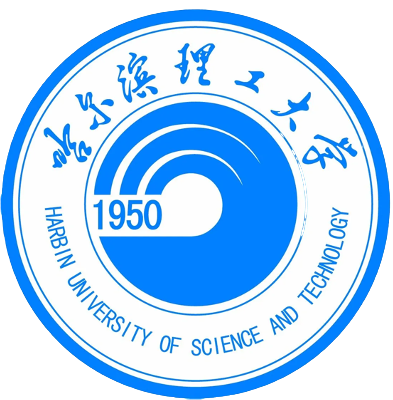 哈尔滨理工大学
1950
HARBIN UNIVERSITY OF SCIENCE AND TECHNOLOGY